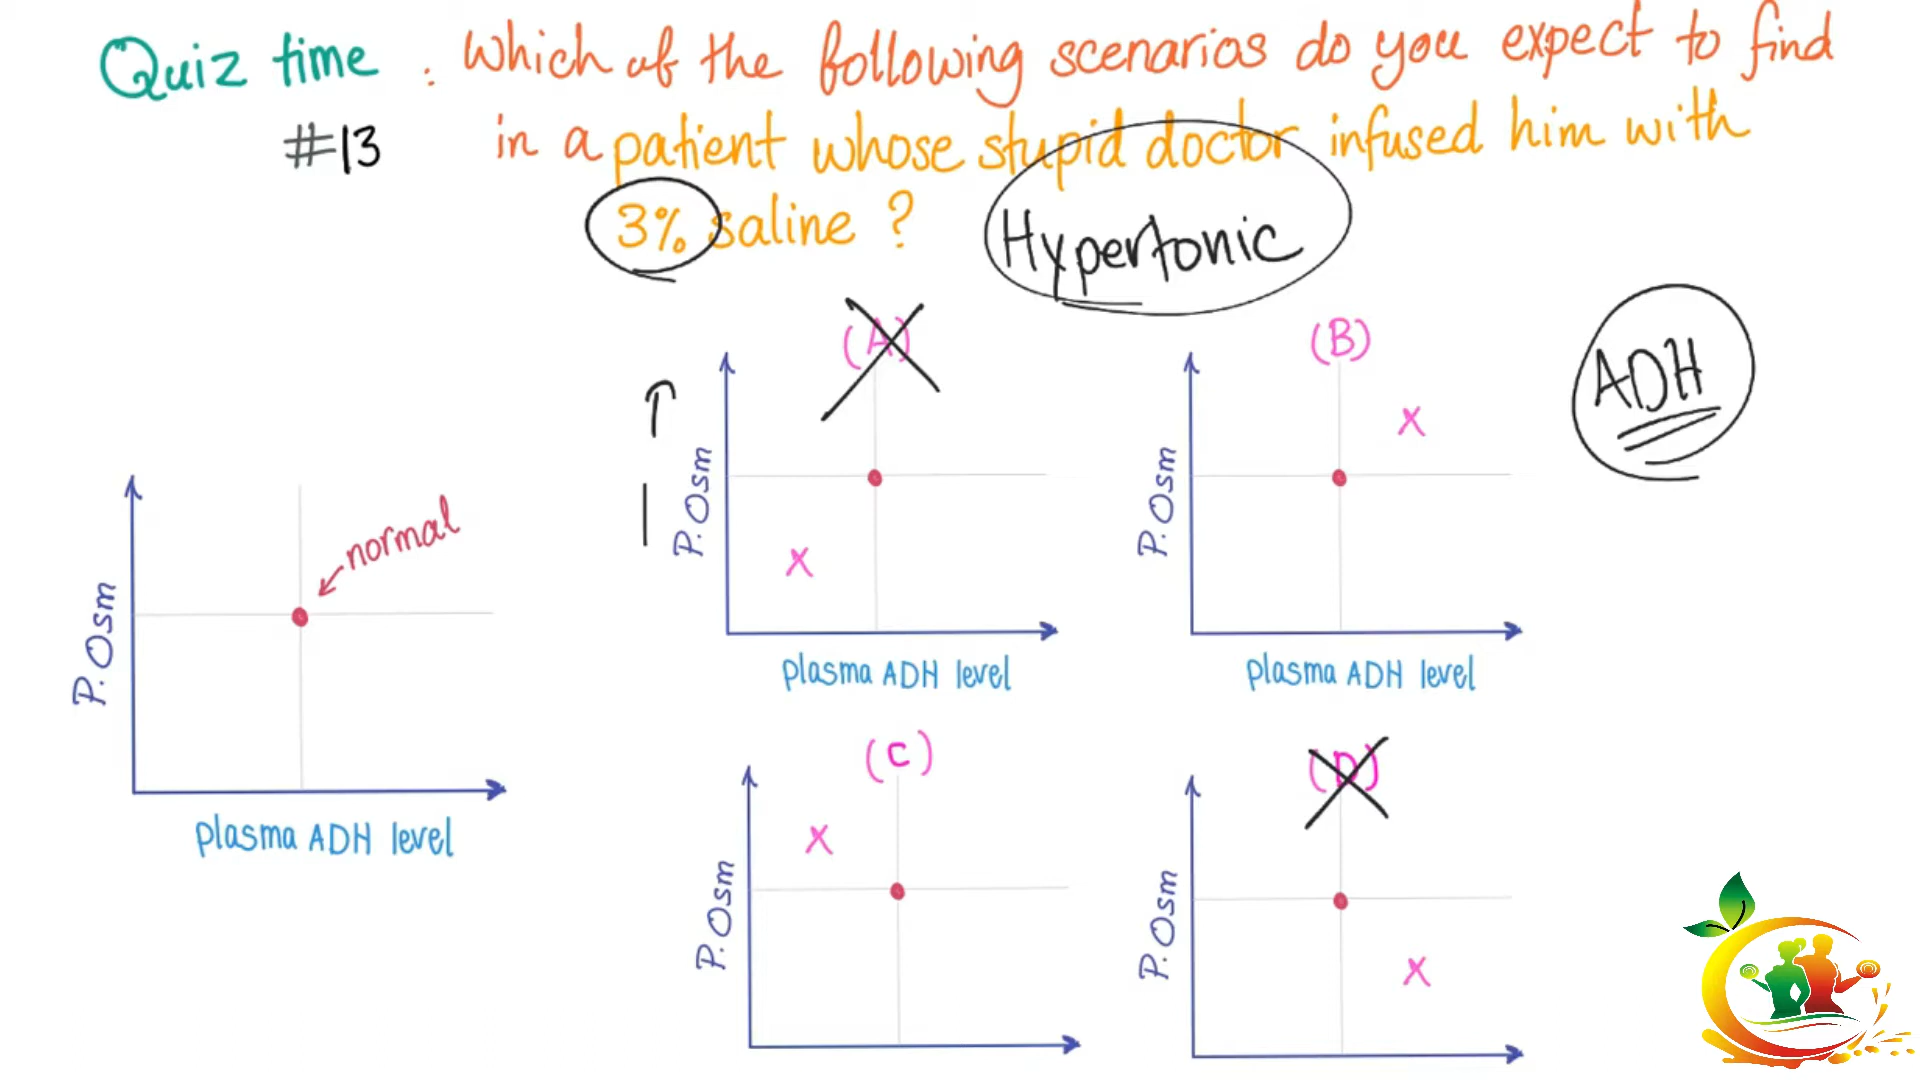 Quiz time : Which of the following scenarios do you expect to find
#13 in a patient whose stupid doctor infused him with
3% saline ?
Hypertonic
ADH
normal
P.Osm
plasma ADH level
(A)
P.Osm
X
plasma ADH level
(B)
P.Osm
X
plasma ADH level
(C)
P.Osm
X
(D)
P.Osm
X